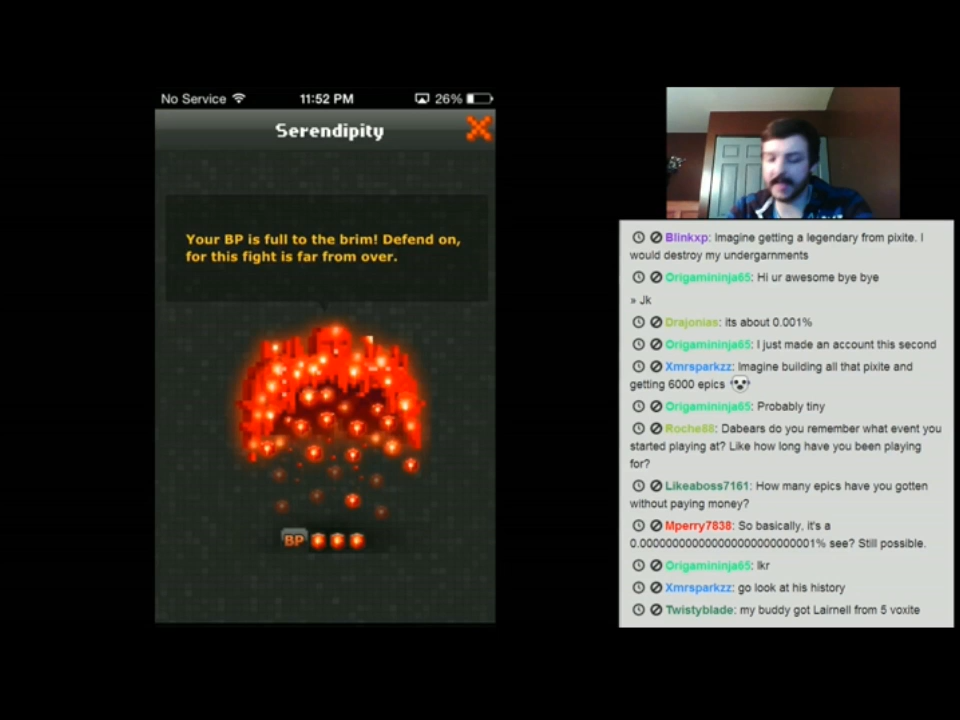 No Service 11:52 PM 26%
Serendipity
Your BP is full to the brim! Defend on,
for this fight is far from over.
BP
Blinkxp: Imagine getting a legendary from pixite. I
would destroy my undergarnments
Origamininja65: Hi ur awesome bye bye
» Jk
Drajonias: its about 0.001%
Origamininja65: I just made an account this second
Xmrsparkzz: Imagine building all that pixite and
getting 6000 epics
Origamininja65: Probably tiny
Roche88: Dabears do you remember what event you
started playing at? Like how long have you been playing
for?
Likeaboss7161: How many epics have you gotten
without paying money?
Mperry7838: So basically, it's a
0.0000000000000000000000000001% see? Still possible.
Origamininja65: Ikr
Xmrsparkzz: go look at his history
Twistyblade: my buddy got Lairnell from 5 voxite